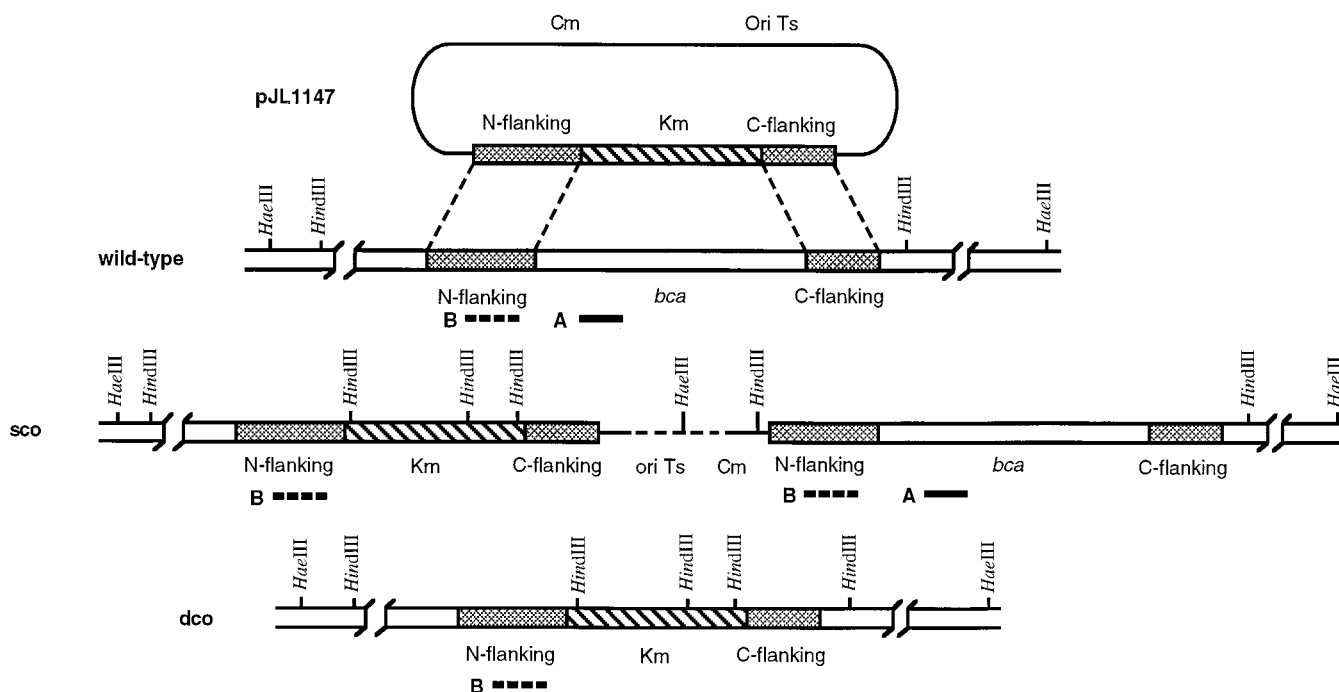 Cm Ori Ts
pJL1147
N-flanking Km C-flanking
HaeIII HindIII HindIII HaeIII
wild-type
N-flanking bca C-flanking
B A
HaeIII HindIII HindIII HindIII HindIII HaeIII HindIII HindIII HaeIII
sco
N-flanking Km C-flanking ori Ts Cm N-flanking bca C-flanking
B B A
HaeIII HindIII HindIII HindIII HindIII HindIII HaeIII
dco
N-flanking Km C-flanking
B